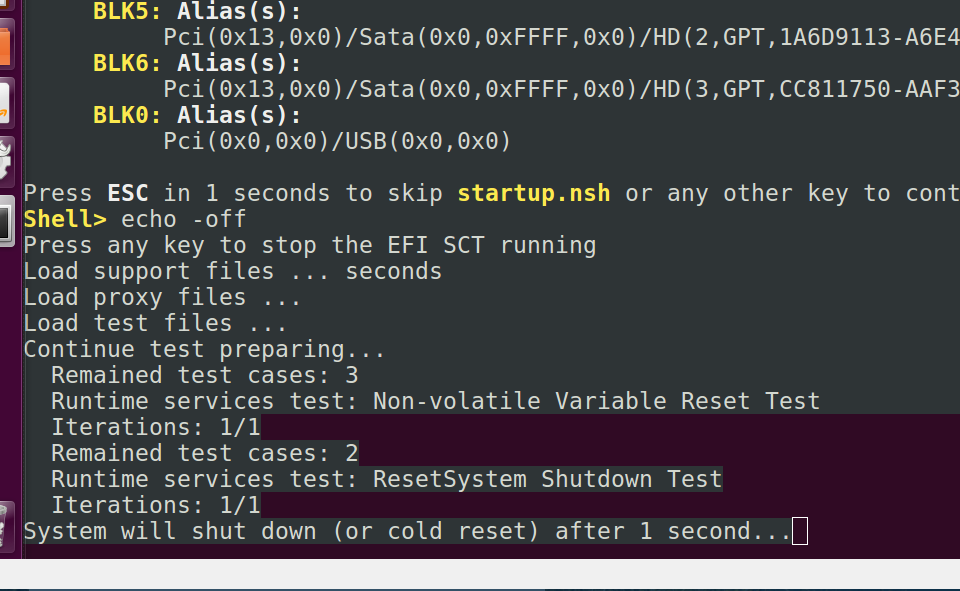 BLK5: Alias(s):
Pci(0x13,0x0)/Sata(0x0,0xFFFF,0x0)/HD(2,GPT,1A6D9113-A6E4
BLK6: Alias(s):
Pci(0x13,0x0)/Sata(0x0,0xFFFF,0x0)/HD(3,GPT,CC811750-AAF3
BLK0: Alias(s):
Pci(0x0,0x0)/USB(0x0,0x0)
Press ESC in 1 seconds to skip startup.nsh or any other key to cont
Shell> echo -off
Press any key to stop the EFI SCT running
Load support files ... seconds
Load proxy files ...
Load test files ...
Continue test preparing...
Remained test cases: 3
Runtime services test: Non-volatile Variable Reset Test
Iterations: 1/1
Remained test cases: 2
Runtime services test: ResetSystem Shutdown Test
Iterations: 1/1
System will shut down (or cold reset) after 1 second...